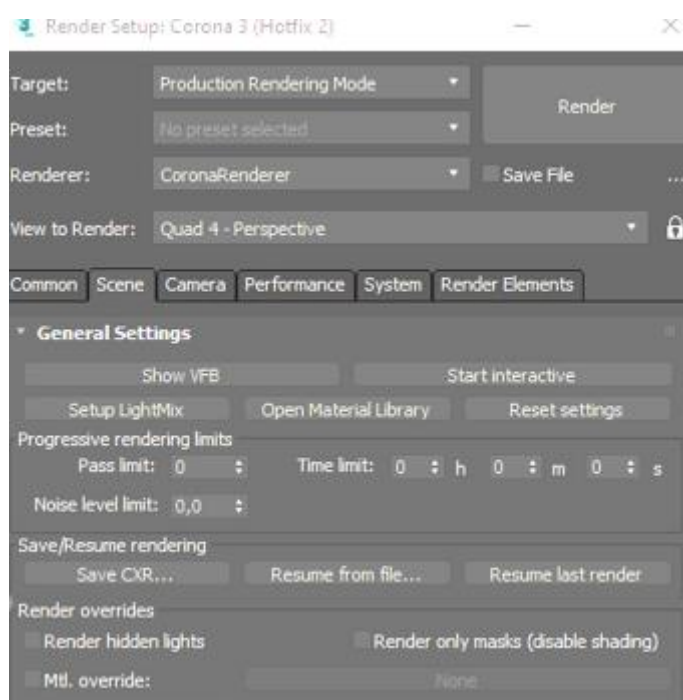 Render Setup: Corona 3 (Hotfix 2)
Target: Production Rendering Mode
Render
Preset: No preset selected
Renderer: CoronaRenderer Save File ...
View to Render: Quad 4 - Perspective
Common Scene Camera Performance System Render Elements
General Settings
Show VFB Start interactive
Setup LightMix Open Material Library Reset settings
Progressive rendering limits
Pass limit: 0 Time limit: 0 h 0 m 0 s
Noise level limit: 0,0
Save/Resume rendering
Save CXR... Resume from file... Resume last render
Render overrides
Render hidden lights Render only masks (disable shading)
Mtl. override: None